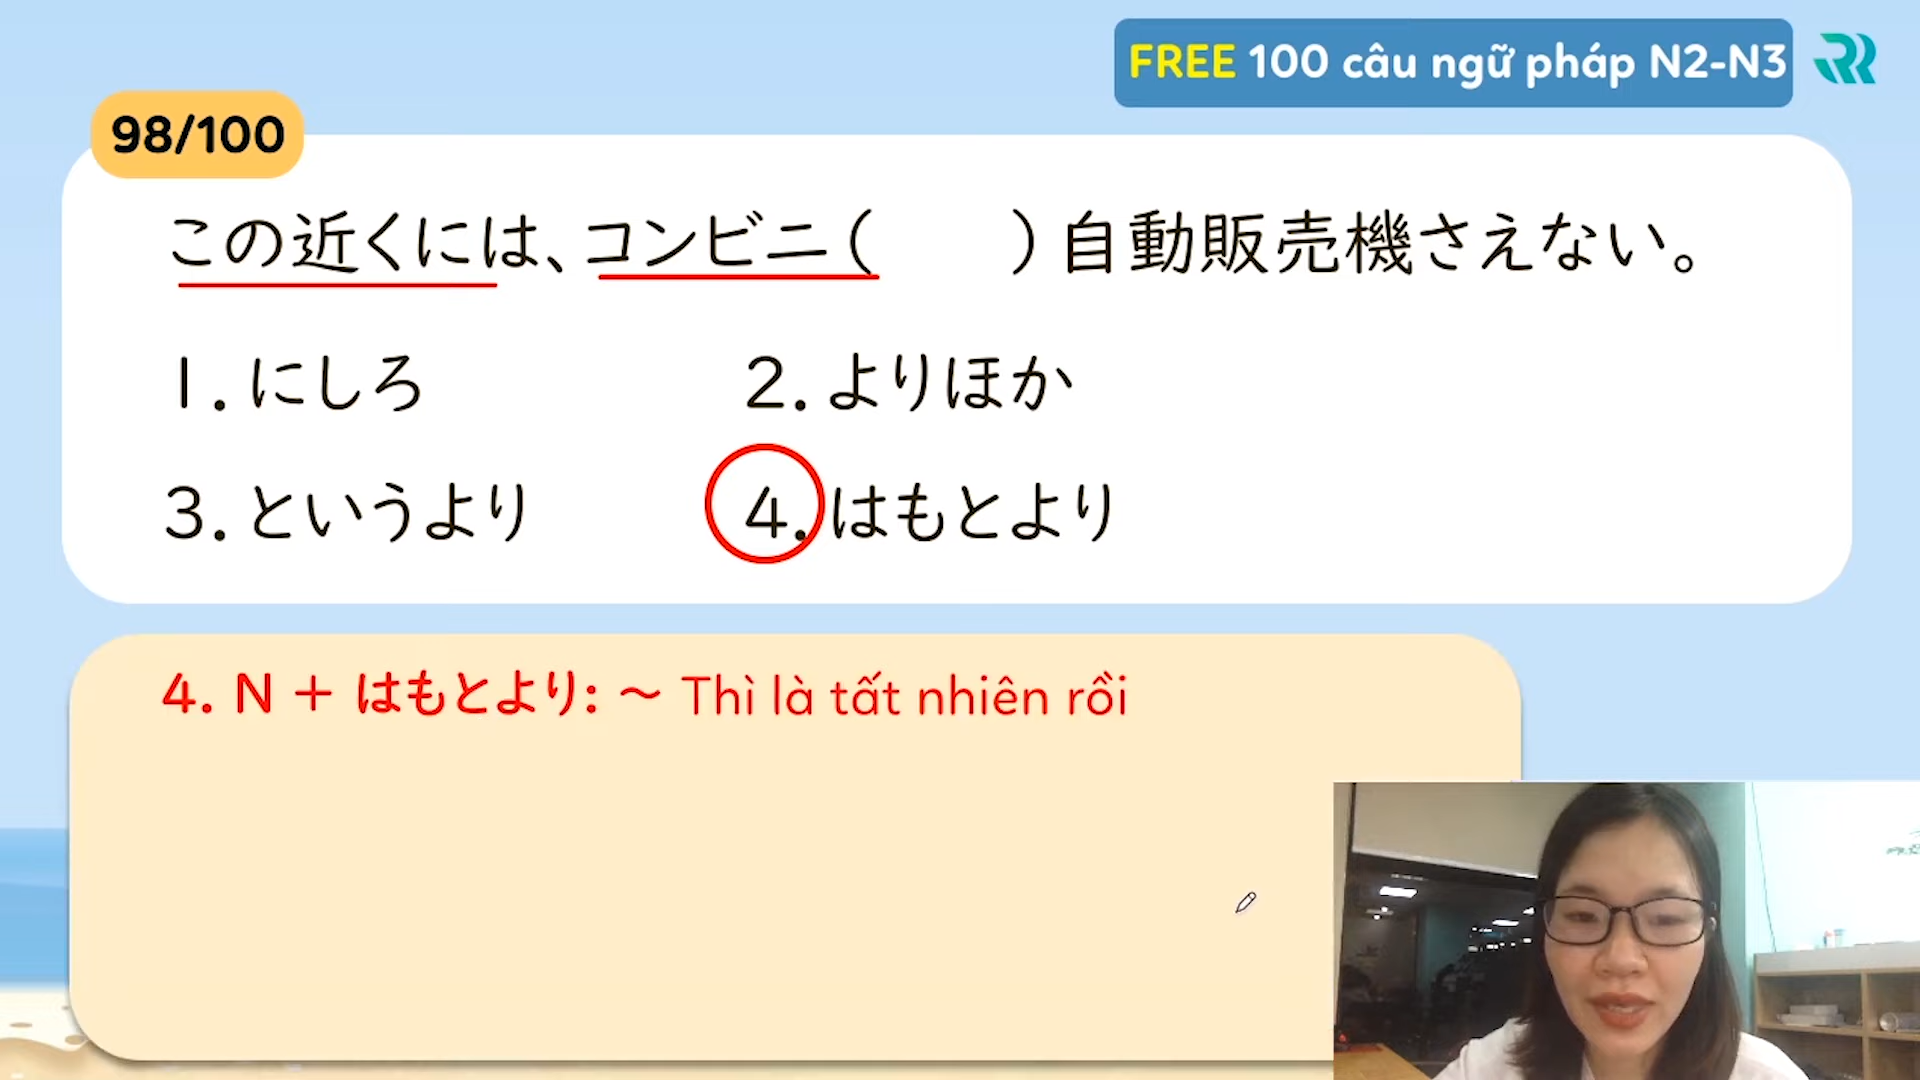 FREE 100 câu ngữ pháp N2-N3
98/100
この近くには、コンビニ（　　）自動販売機さえない。
1. にしろ
2. よりほか
3. というより
4. はもとより
4. N + はもとより: ~ Thì là tất nhiên rồi